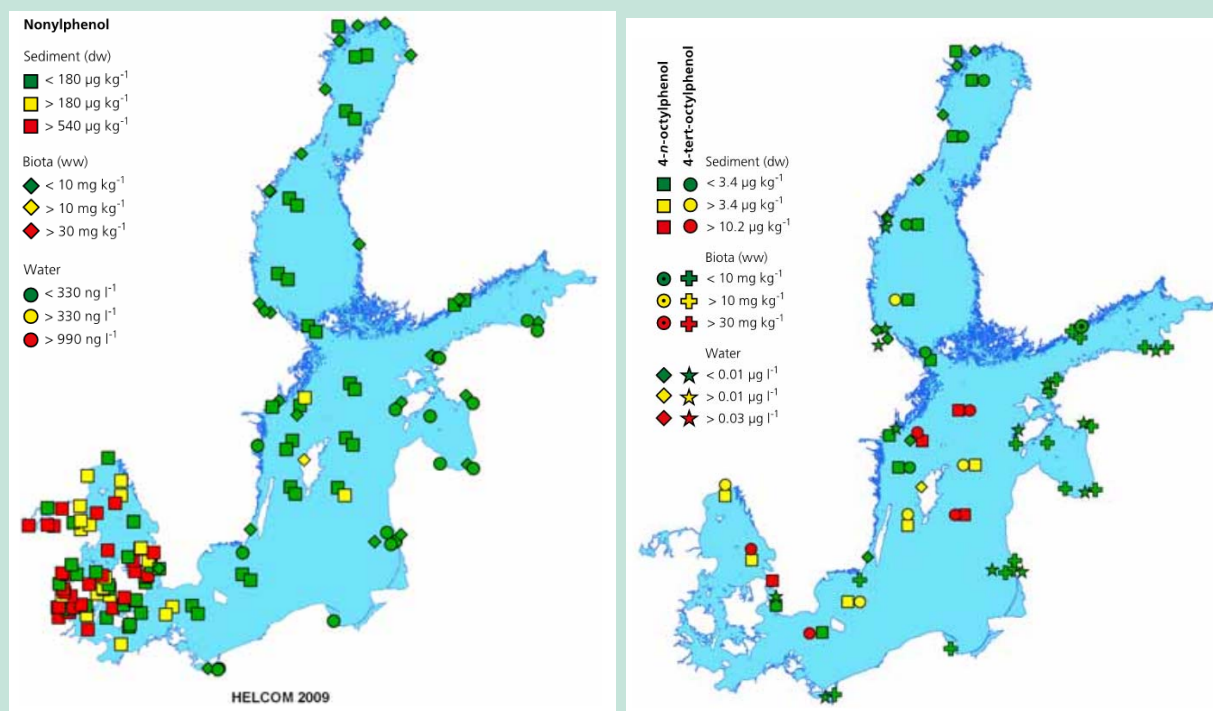 Nonylphenol
Sediment (dw)
< 180 µg kg⁻¹
> 180 µg kg⁻¹
> 540 µg kg⁻¹
Biota (ww)
< 10 mg kg⁻¹
> 10 mg kg⁻¹
> 30 mg kg⁻¹
Water
< 330 ng l⁻¹
> 330 ng l⁻¹
> 990 ng l⁻¹
HELCOM 2009
4-n-octylphenol
4-tert-octylphenol
Sediment (dw)
< 3.4 µg kg⁻¹
> 3.4 µg kg⁻¹
> 10.2 µg kg⁻¹
Biota (ww)
< 10 mg kg⁻¹
> 10 mg kg⁻¹
> 30 mg kg⁻¹
Water
< 0.01 µg l⁻¹
> 0.01 µg l⁻¹
> 0.03 µg l⁻¹